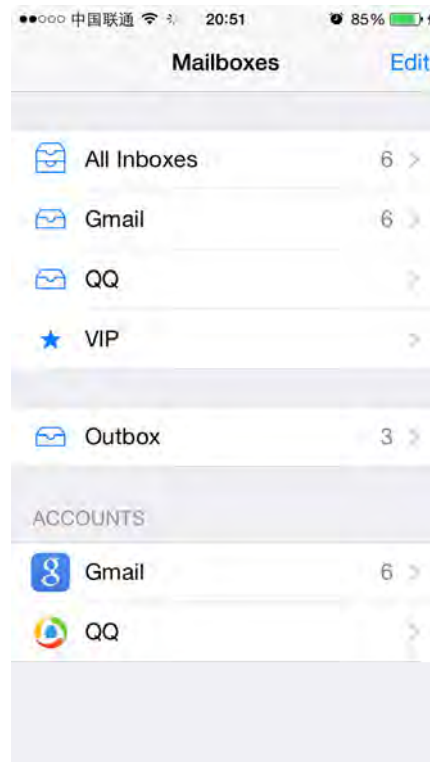 中国联通 20:51 85%
Mailboxes Edit
All Inboxes 6
Gmail 6
QQ
VIP
Outbox 3
ACCOUNTS
8 Gmail 6
QQ